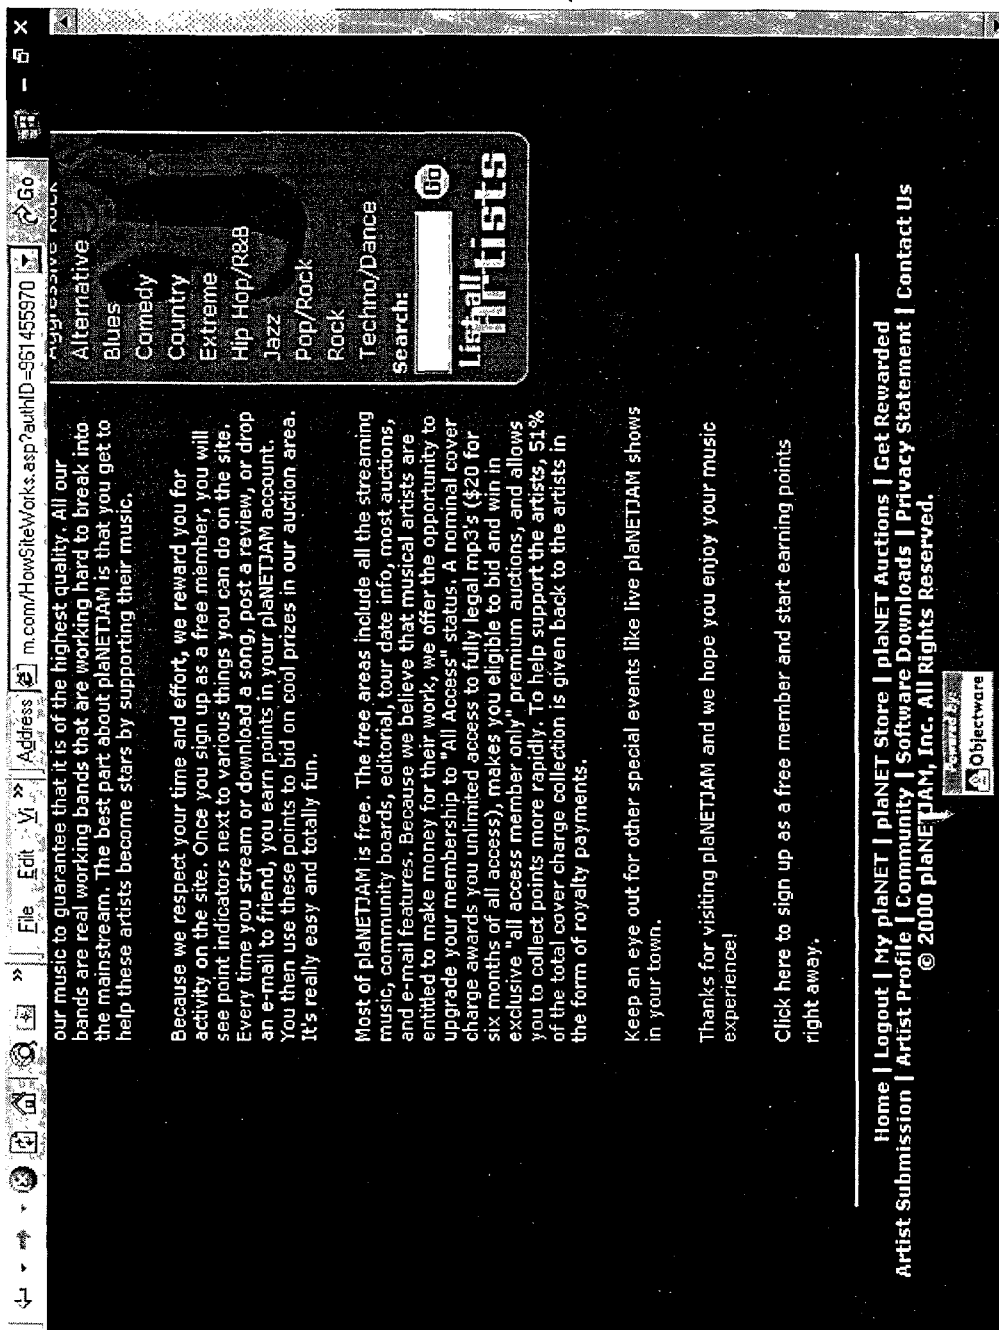 File Edit Vi » Address m.com/HowSiteWorks.asp?authID=961455970 Go
our music to guarantee that it is of the highest quality. All our
bands are real working bands that are working hard to break into
the mainstream. The best part about plaNETJAM is that you get to
help these artists become stars by supporting their music.
Because we respect your time and effort, we reward you for
activity on the site. Once you sign up as a free member, you will
see point indicators next to various things you can do on the site.
Every time you stream or download a song, post a review, or drop
an e-mail to friend, you earn points in your plaNETJAM account.
You then use these points to bid on cool prizes in our auction area.
It's really easy and totally fun.
Most of plaNETJAM is free. The free areas include all the streaming
music, community boards, editorial, tour date info, most auctions,
and e-mail features. Because we believe that musical artists are
entitled to make money for their work, we offer the opportunity to
upgrade your membership to "All Access" status. A nominal cover
charge awards you unlimited access to fully legal mp3's ($20 for
six months of all access), makes you eligible to bid and win in
exclusive "all access member only" premium auctions, and allows
you to collect points more rapidly. To help support the artists, 51%
of the total cover charge collection is given back to the artists in
the form of royalty payments.
Keep an eye out for other special events like live plaNETJAM shows
in your town.
Thanks for visiting plaNETJAM and we hope you enjoy your music
experience!
Click here to sign up as a free member and start earning points
right away.
Aggressive Rock
Alternative
Blues
Comedy
Country
Extreme
Hip Hop/R&B
Jazz
Pop/Rock
Rock
Techno/Dance
Search:
Go
List all
Artists
Home | Logout | My plaNET | plaNET Store | plaNET Auctions | Get Rewarded
Artist Submission | Artist Profile | Community | Software Downloads | Privacy Statement | Contact Us
© 2000 plaNETJAM, Inc. All Rights Reserved.
Objectware